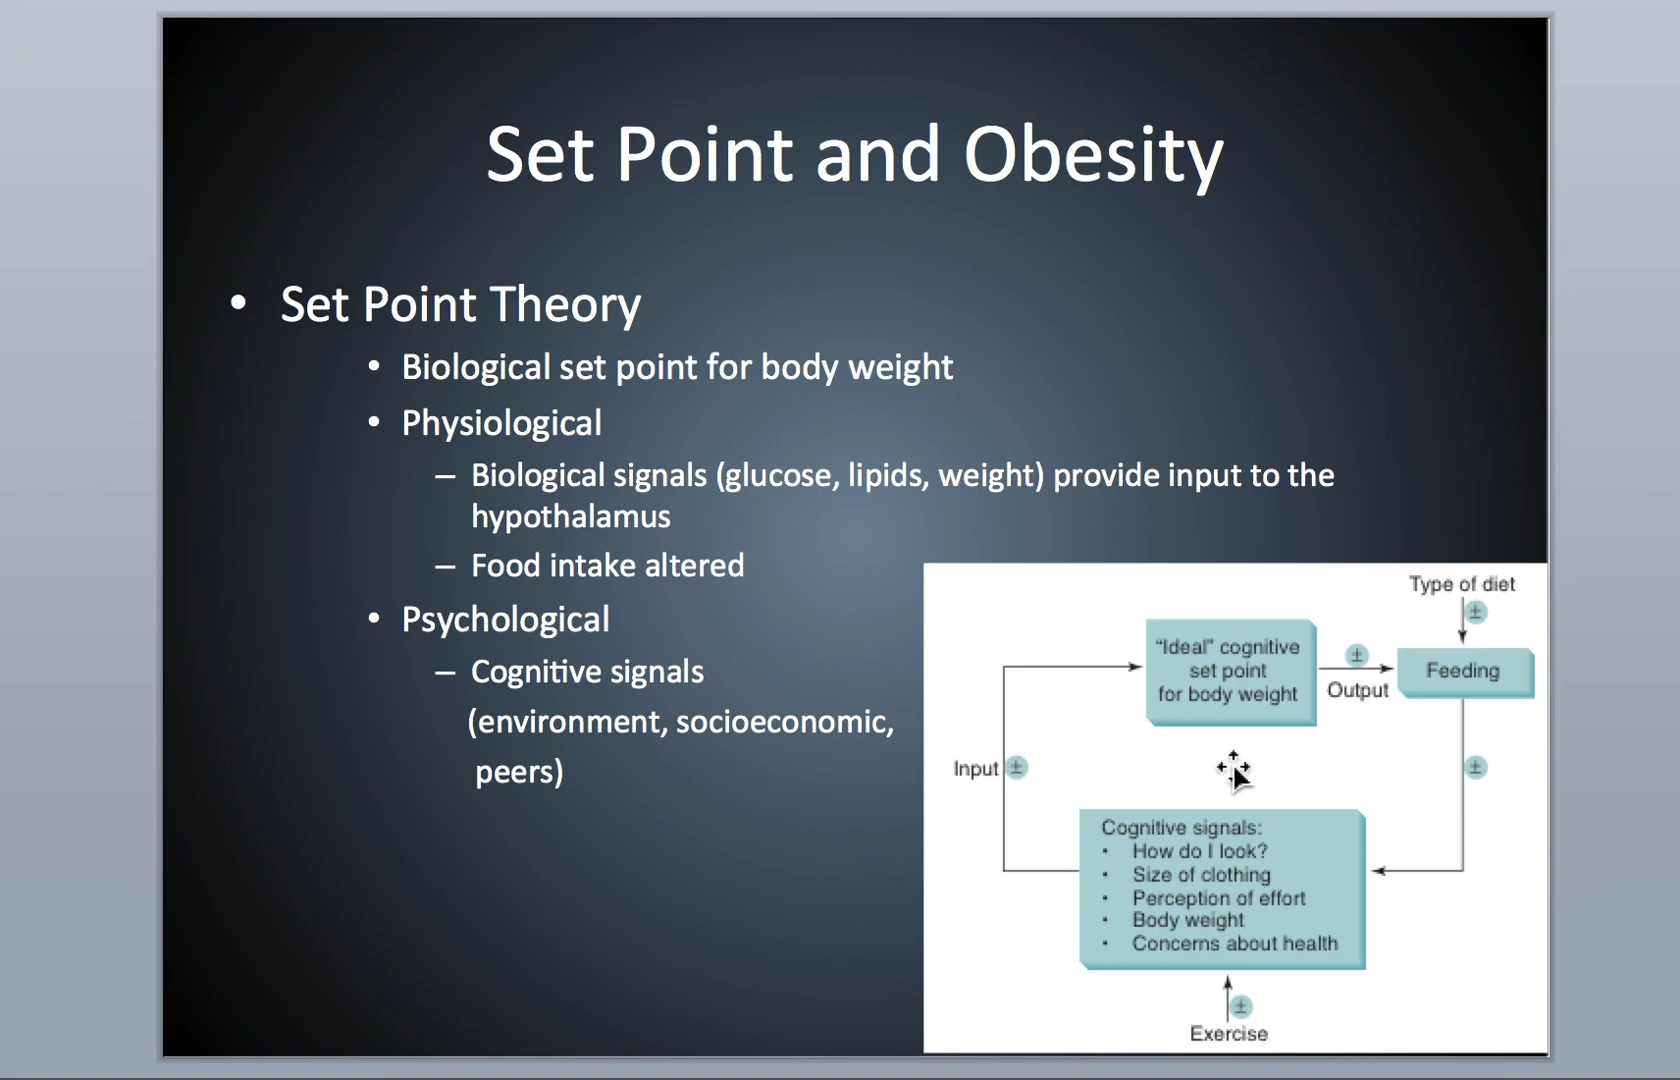 Set Point and Obesity
• Set Point Theory
• Biological set point for body weight
• Physiological
– Biological signals (glucose, lipids, weight) provide input to the
hypothalamus
– Food intake altered
• Psychological
– Cognitive signals
(environment, socioeconomic,
peers)
Type of diet
±
“Ideal” cognitive
set point
for body weight
±
Output
Feeding
Input ±
±
Cognitive signals:
• How do I look?
• Size of clothing
• Perception of effort
• Body weight
• Concerns about health
±
Exercise